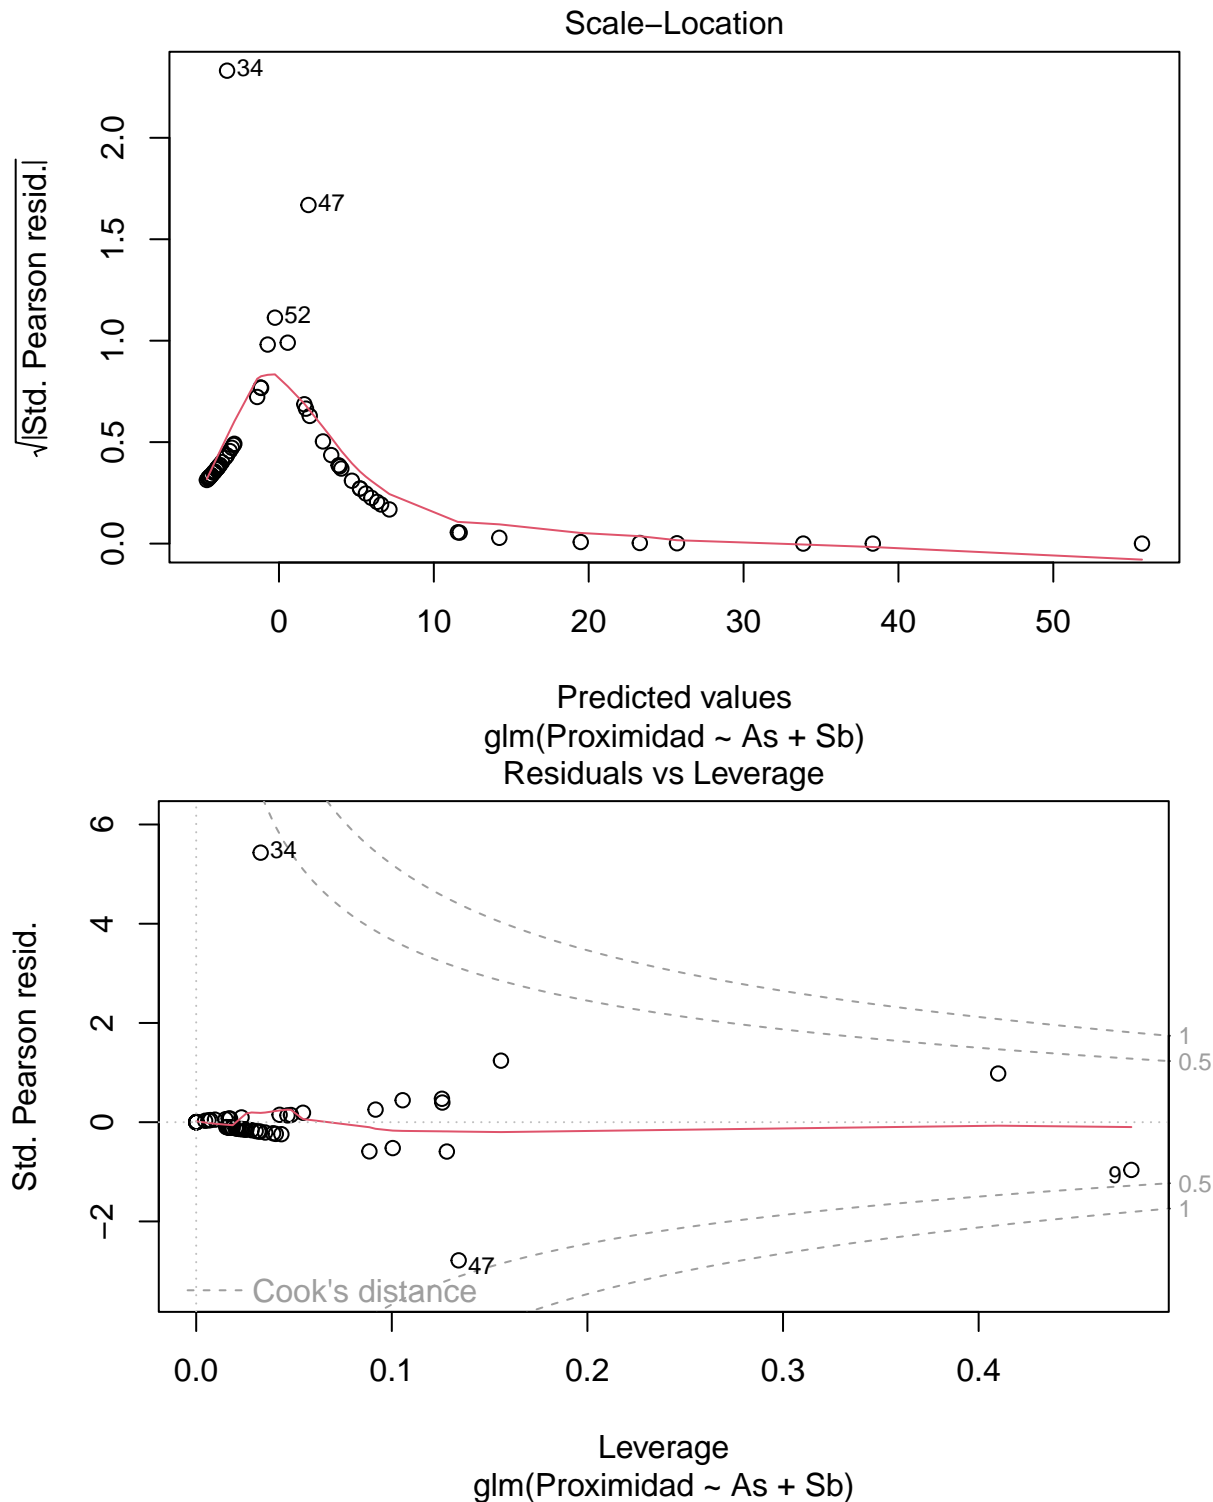 Scale−Location
√|Std. Pearson resid.|
2.0
1.5
1.0
0.5
0.0
34
47
52
0 10 20 30 40 50
Predicted values
glm(Proximidad ~ As + Sb)
Residuals vs Leverage
Std. Pearson resid.
6
4
2
0
−2
34
1
0.5
9
0.5
1
47
Cook's distance
0.0 0.1 0.2 0.3 0.4
Leverage
glm(Proximidad ~ As + Sb)